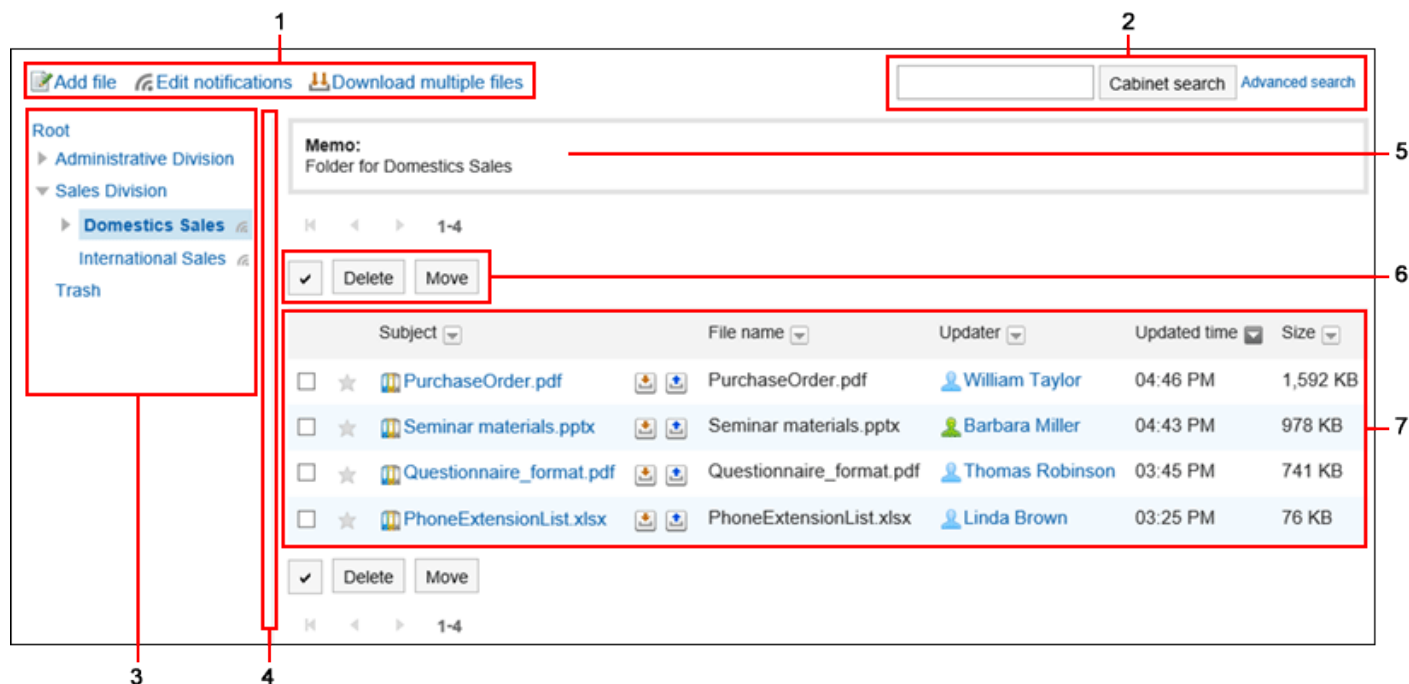 1 2
Add file Edit notifications Download multiple files Cabinet search Advanced search
Root
Administrative Division
Sales Division
Domestics Sales
International Sales
Trash
Memo:
Folder for Domestics Sales
5
1-4
Delete Move
6
Subject File name Updater Updated time Size
PurchaseOrder.pdf PurchaseOrder.pdf William Taylor 04:46 PM 1,592 KB
Seminar materials.pptx Seminar materials.pptx Barbara Miller 04:43 PM 978 KB
7
Questionnaire_format.pdf Questionnaire_format.pdf Thomas Robinson 03:45 PM 741 KB
PhoneExtensionList.xlsx PhoneExtensionList.xlsx Linda Brown 03:25 PM 76 KB
Delete Move
1-4
3 4